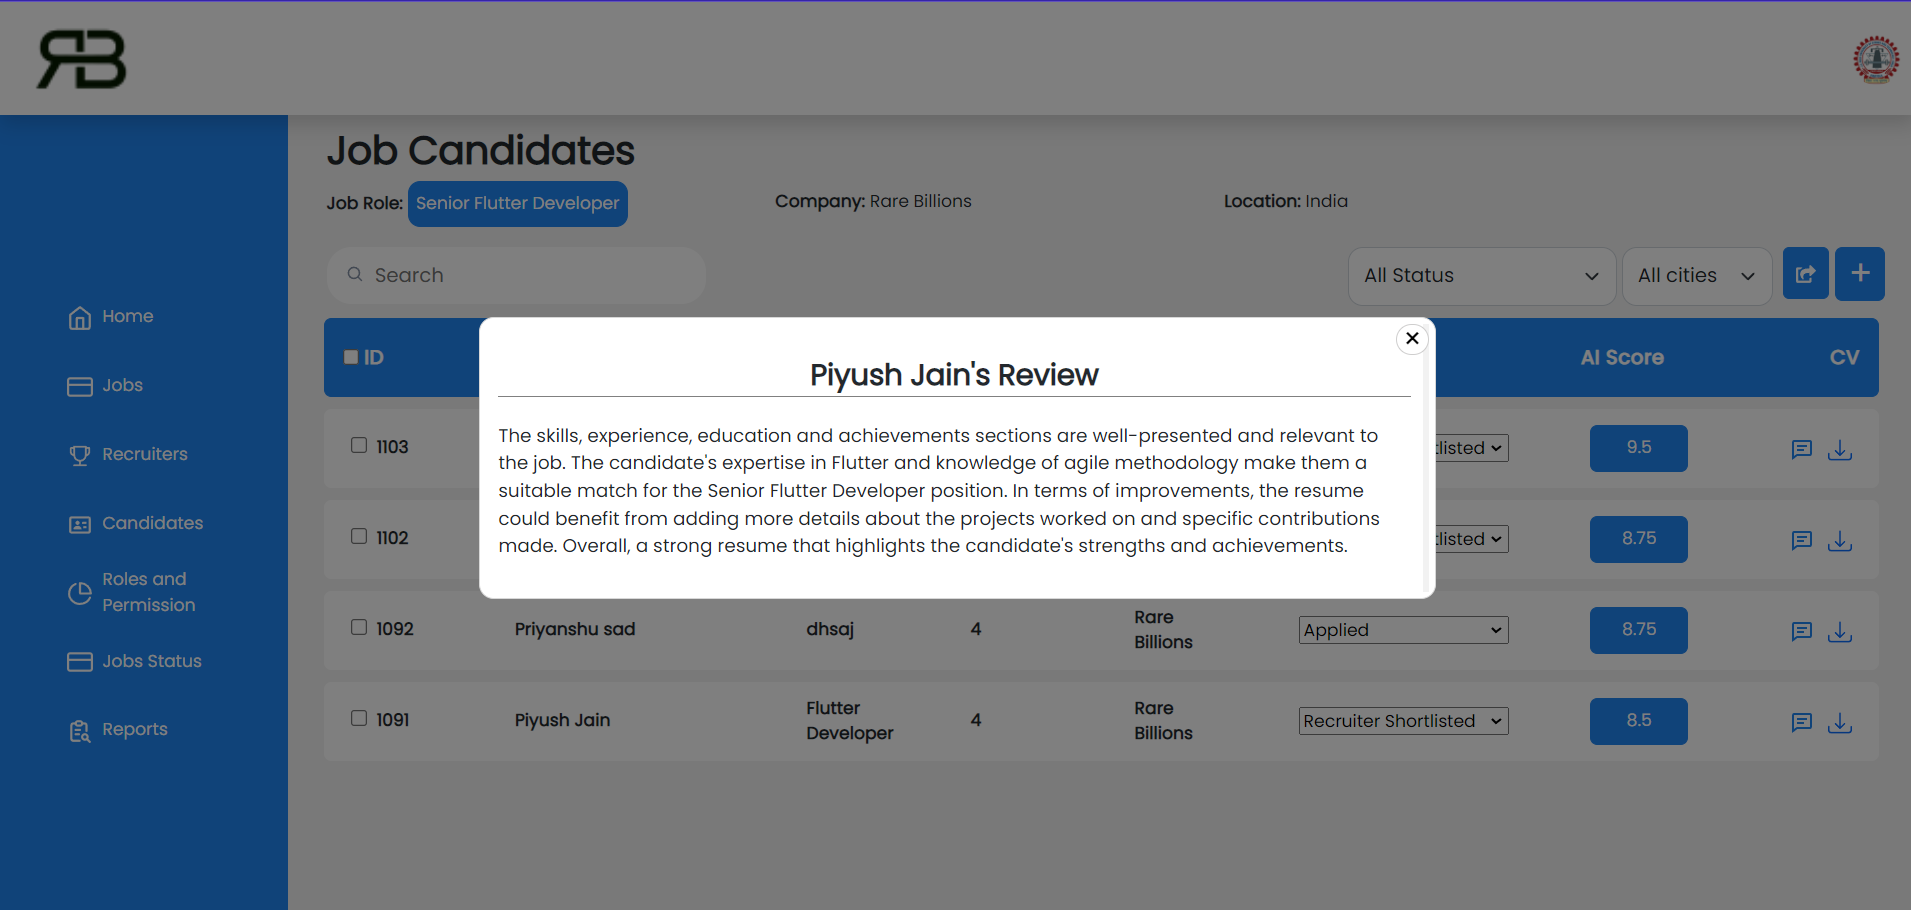 RB
Job Candidates
Job Role: Senior Flutter Developer
Company: Rare Billions
Location: India
Search
All Status
All cities
+
Home
Jobs
Recruiters
Candidates
Roles and
Permission
Jobs Status
Reports
ID
AI Score
CV
Piyush Jain's Review
The skills, experience, education and achievements sections are well-presented and relevant to
the job. The candidate's expertise in Flutter and knowledge of agile methodology make them a
suitable match for the Senior Flutter Developer position. In terms of improvements, the resume
could benefit from adding more details about the projects worked on and specific contributions
made. Overall, a strong resume that highlights the candidate's strengths and achievements.
1103
tlisted
9.5
1102
tlisted
8.75
1092
Priyanshu sad
dhsaj
4
Rare
Billions
Applied
8.75
1091
Piyush Jain
Flutter
Developer
4
Rare
Billions
Recruiter Shortlisted
8.5